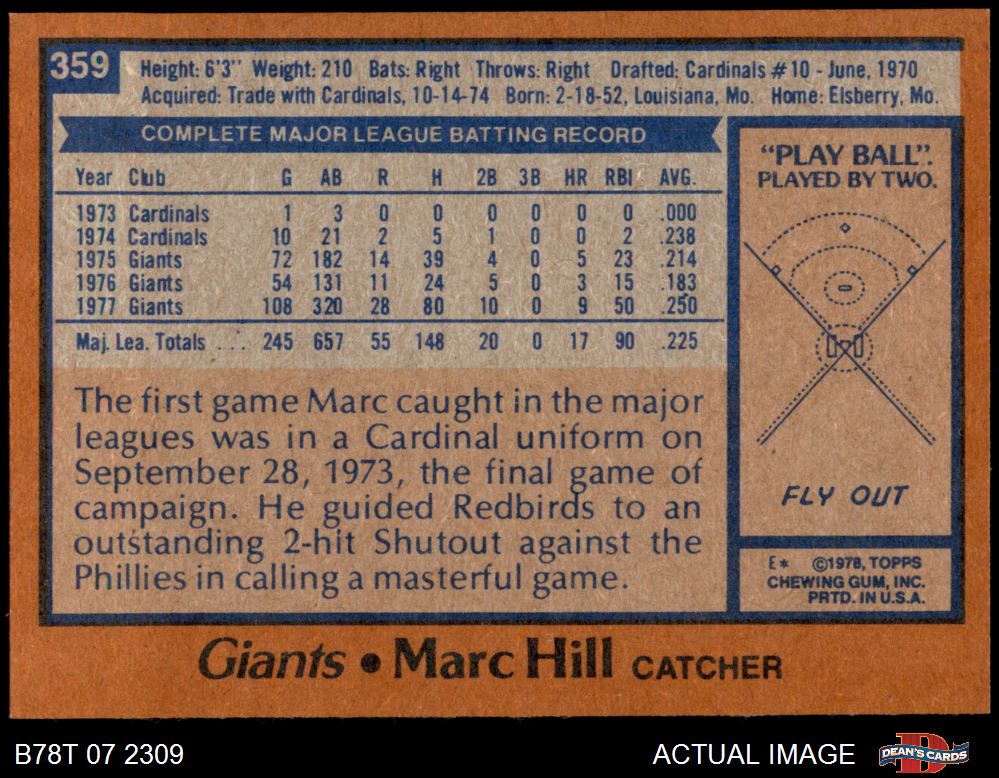 359
Height: 6'3" Weight: 210 Bats: Right Throws: Right Drafted: Cardinals #10 - June, 1970
Acquired: Trade with Cardinals, 10-14-74 Born: 2-18-52, Louisiana, Mo. Home: Elsberry, Mo.
COMPLETE MAJOR LEAGUE BATTING RECORD
Year Club G AB R H 2B 3B HR RBI AVG.
1973 Cardinals 1 3 0 0 0 0 0 0 .000
1974 Cardinals 10 21 2 5 1 0 0 2 .238
1975 Giants 72 182 14 39 4 0 5 23 .214
1976 Giants 54 131 11 24 5 0 3 15 .183
1977 Giants 108 320 28 80 10 0 9 50 .250
Maj. Lea. Totals ... 245 657 55 148 20 0 17 90 .225
The first game Marc caught in the major
leagues was in a Cardinal uniform on
September 28, 1973, the final game of
campaign. He guided Redbirds to an
outstanding 2-hit Shutout against the
Phillies in calling a masterful game.
"PLAY BALL".
PLAYED BY TWO.
FLY OUT
E* ©1978, TOPPS
CHEWING GUM, INC.
PRTD. IN U.S.A.
Giants • Marc Hill CATCHER
B78T 07 2309
ACTUAL IMAGE
D
DEAN'S CARDS